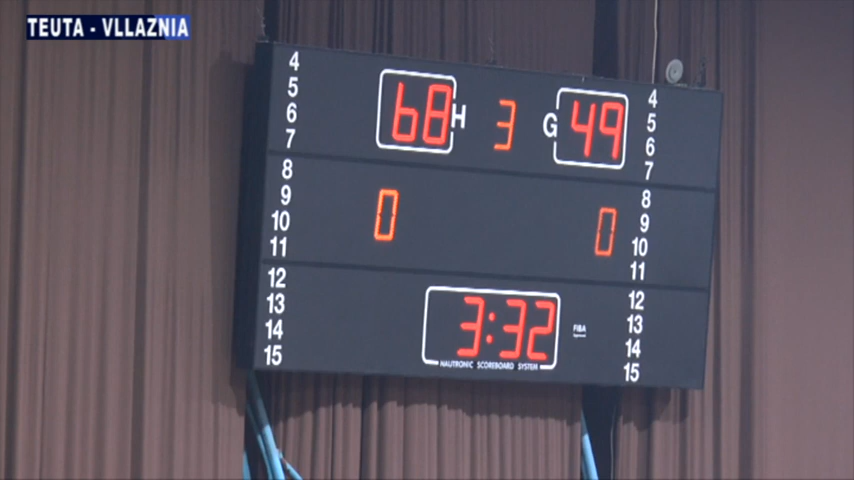 TEUTA - VLLAZNIA
4 68 H 3 G 49 4
5 5
6 6
7 7
8 8
9 0 0 9
10 10
11 11
12 12
13 3:32 FIBA 13
14 14
15 NAUTRONIC SCOREBOARD SYSTEM 15